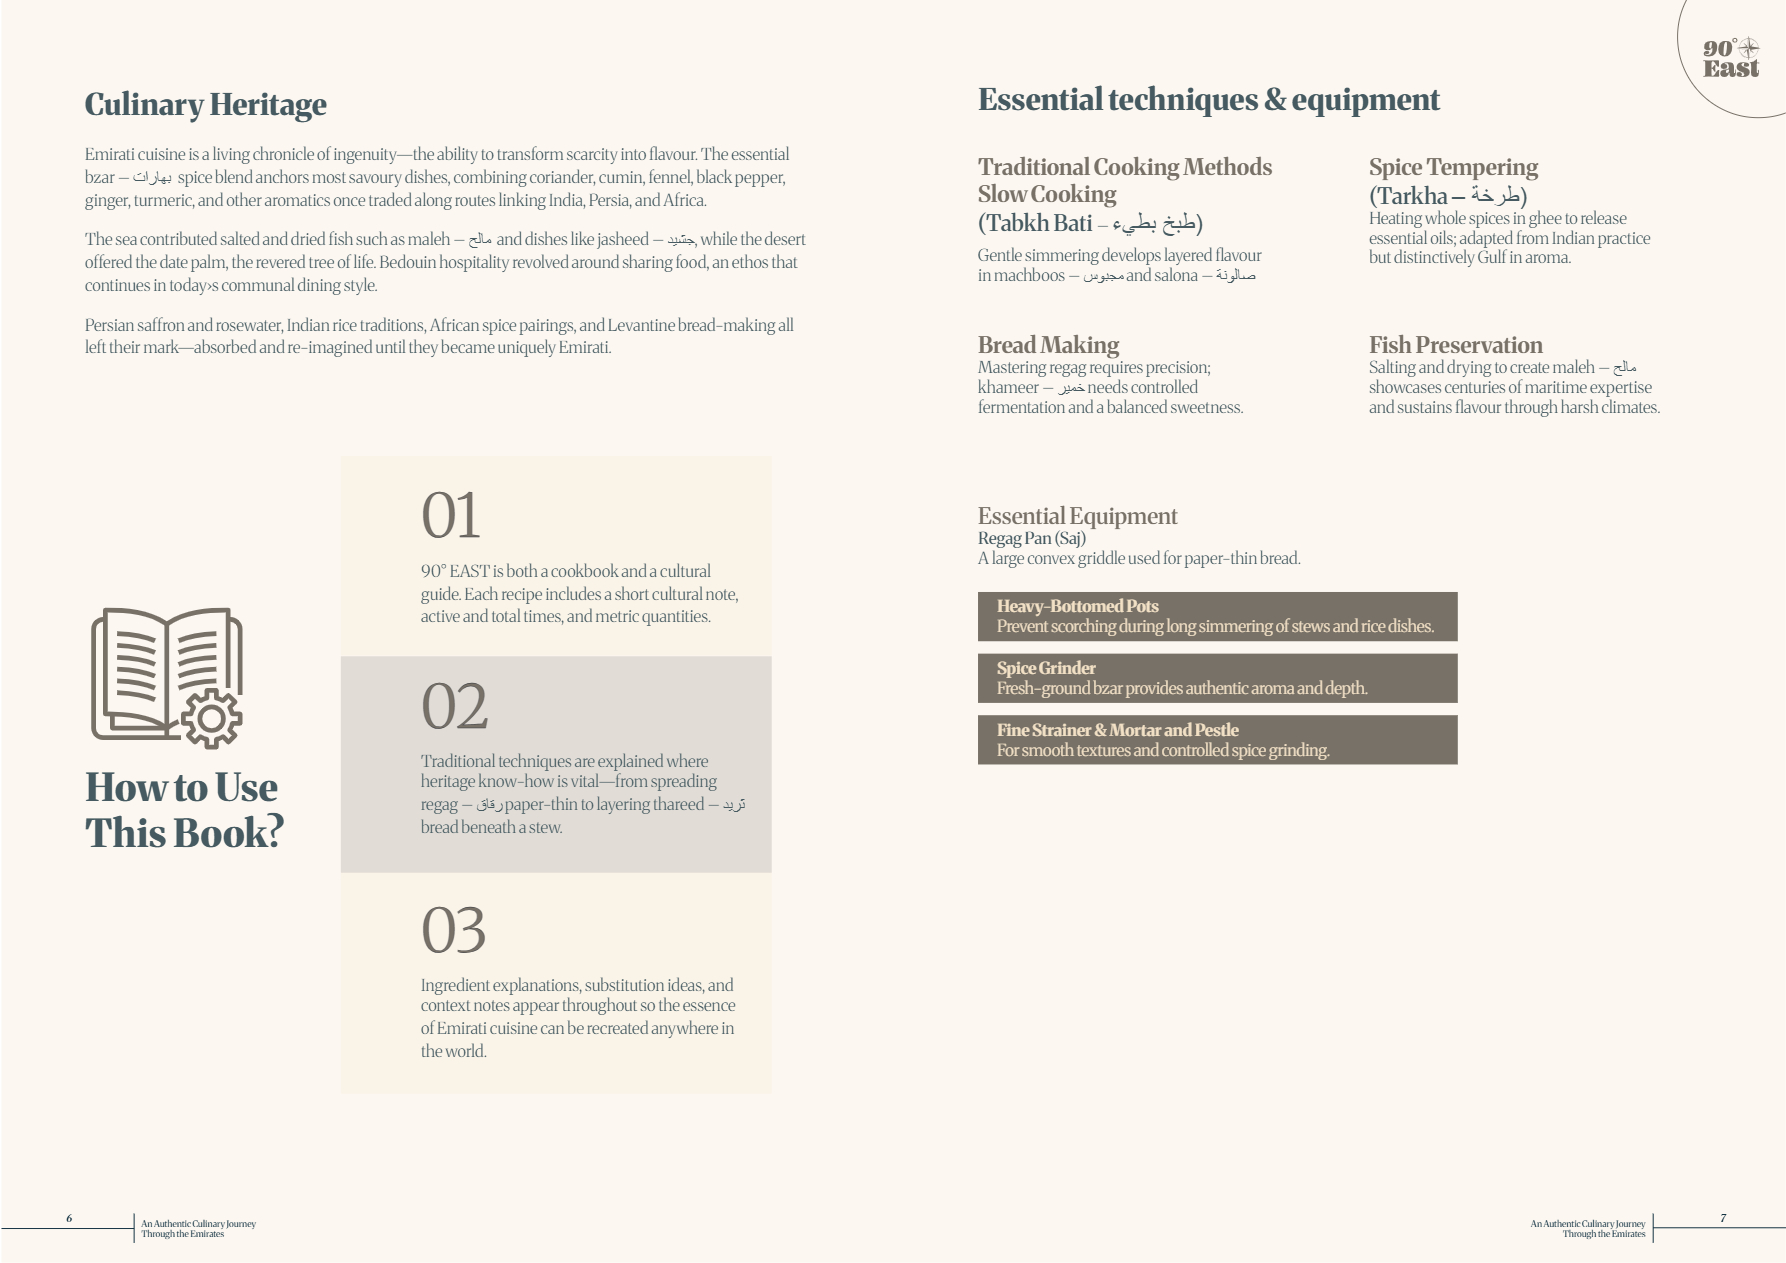 Culinary Heritage
Emirati cuisine is a living chronicle of ingenuity—the ability to transform scarcity into flavour. The essential
bzar – بهارات spice blend anchors most savoury dishes, combining coriander, cumin, fennel, black pepper,
ginger, turmeric, and other aromatics once traded along routes linking India, Persia, and Africa.
The sea contributed salted and dried fish such as maleh – مالح and dishes like jasheed – جشيد, while the desert
offered the date palm, the revered tree of life. Bedouin hospitality revolved around sharing food, an ethos that
continues in today›s communal dining style.
Persian saffron and rosewater, Indian rice traditions, African spice pairings, and Levantine bread-making all
left their mark—absorbed and re-imagined until they became uniquely Emirati.
How to Use
This Book?
01
90° EAST is both a cookbook and a cultural
guide. Each recipe includes a short cultural note,
active and total times, and metric quantities.
02
Traditional techniques are explained where
heritage know-how is vital—from spreading
regag – رقاق paper-thin to layering thareed – ثريد
bread beneath a stew.
03
Ingredient explanations, substitution ideas, and
context notes appear throughout so the essence
of Emirati cuisine can be recreated anywhere in
the world.
6
An Authentic Culinary Journey
Through the Emirates
90°
East
Essential techniques & equipment
Traditional Cooking Methods
Slow Cooking
(Tabkh Bati – طبخ بطيء)
Gentle simmering develops layered flavour
in machboos – مجبوس and salona – صالونة
Spice Tempering
(Tarkha – طرخة)
Heating whole spices in ghee to release
essential oils; adapted from Indian practice
but distinctively Gulf in aroma.
Bread Making
Mastering regag requires precision;
khameer – خمير needs controlled
fermentation and a balanced sweetness.
Fish Preservation
Salting and drying to create maleh – مالح
showcases centuries of maritime expertise
and sustains flavour through harsh climates.
Essential Equipment
Regag Pan (Saj)
A large convex griddle used for paper-thin bread.
Heavy-Bottomed Pots
Prevent scorching during long simmering of stews and rice dishes.
Spice Grinder
Fresh-ground bzar provides authentic aroma and depth.
Fine Strainer & Mortar and Pestle
For smooth textures and controlled spice grinding.
An Authentic Culinary Journey
Through the Emirates
7